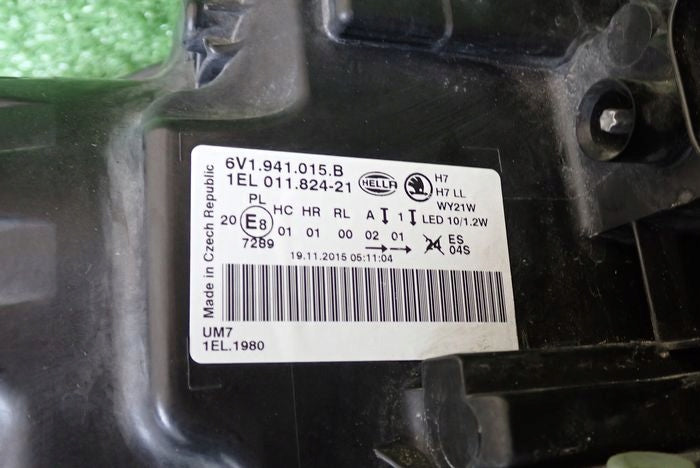 Made in Czech Republic
6V1.941.015.B
1EL 011.824-21
HELLA
H7
H7 LL
WY21W
LED 10/1.2W
PL
20 E8
7289
HC HR RL A 1
01 01 00 02 01
24 ES
04S
19.11.2015 05:11:04
UM7
1EL.1980